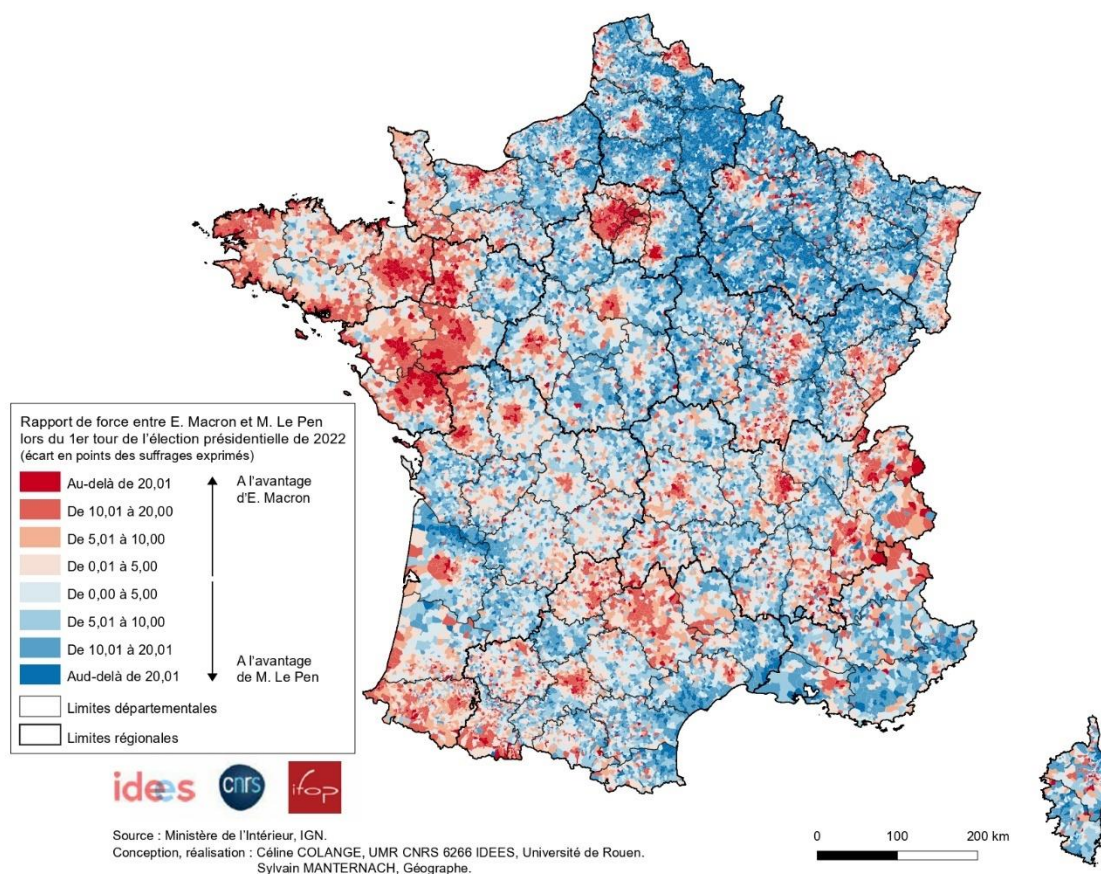 Rapport de force entre E. Macron et M. Le Pen
lors du 1er tour de l'élection présidentielle de 2022
(écart en points des suffrages exprimés)
Au-delà de 20,01
De 10,01 à 20,00
De 5,01 à 10,00
De 0,01 à 5,00
De 0,00 à 5,00
De 5,01 à 10,00
De 10,01 à 20,01
Aud-delà de 20,01
A l'avantage
d'E. Macron
A l'avantage
de M. Le Pen
Limites départementales
Limites régionales
idees
cnrs
ifop
Source : Ministère de l'Intérieur, IGN.
Conception, réalisation : Céline COLANGE, UMR CNRS 6266 IDEES, Université de Rouen.
Sylvain MANTERNACH, Géographe.
0 100 200 km